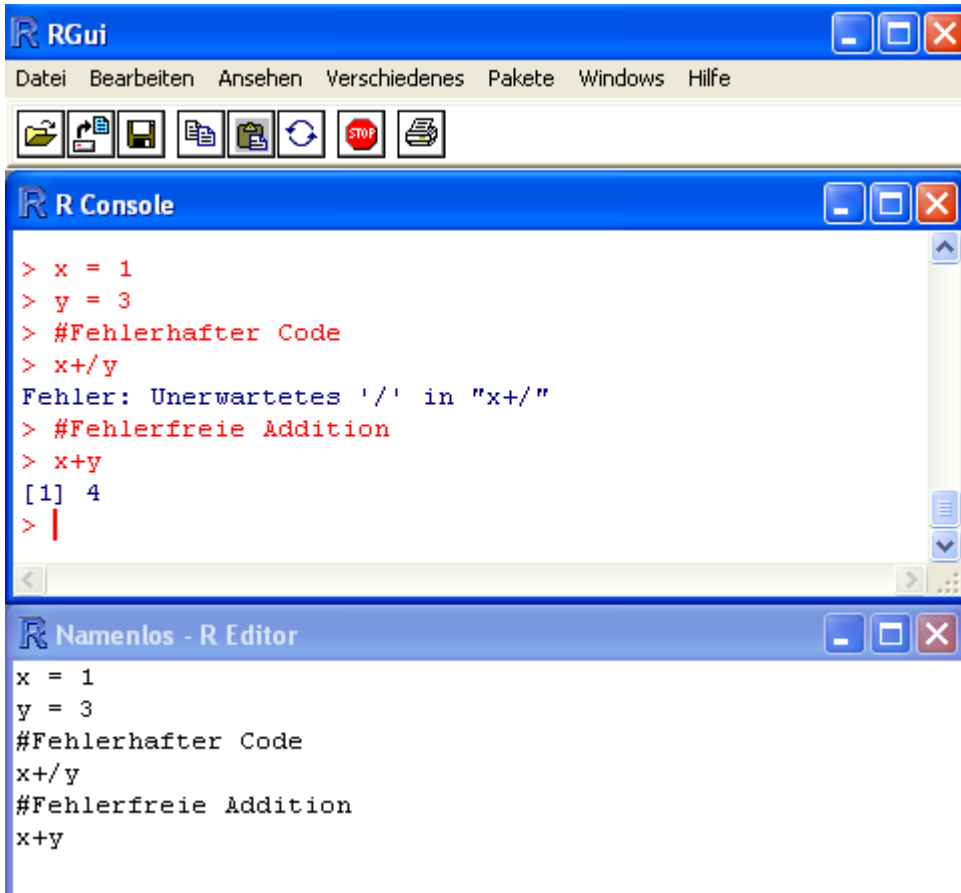 RGui
Datei Bearbeiten Ansehen Verschiedenes Pakete Windows Hilfe
STOP
R Console
> x = 1
> y = 3
> #Fehlerhafter Code
> x+/y
Fehler: Unerwartetes '/' in "x+/"
> #Fehlerfreie Addition
> x+y
[1] 4
>
Namenlos - R Editor
x = 1
y = 3
#Fehlerhafter Code
x+/y
#Fehlerfreie Addition
x+y